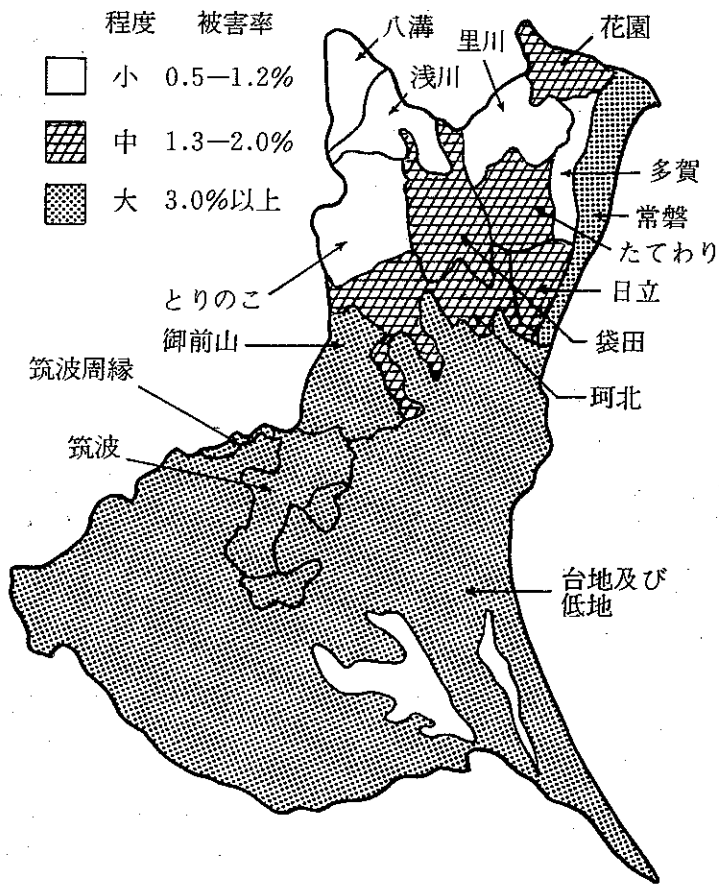 程度 被害率
小 0.5—1.2%
中 1.3—2.0%
大 3.0%以上
八溝
浅川
里川
花園
多賀
常磐
たてわり
日立
袋田
珂北
とりのこ
御前山
筑波周縁
筑波
台地及び
低地